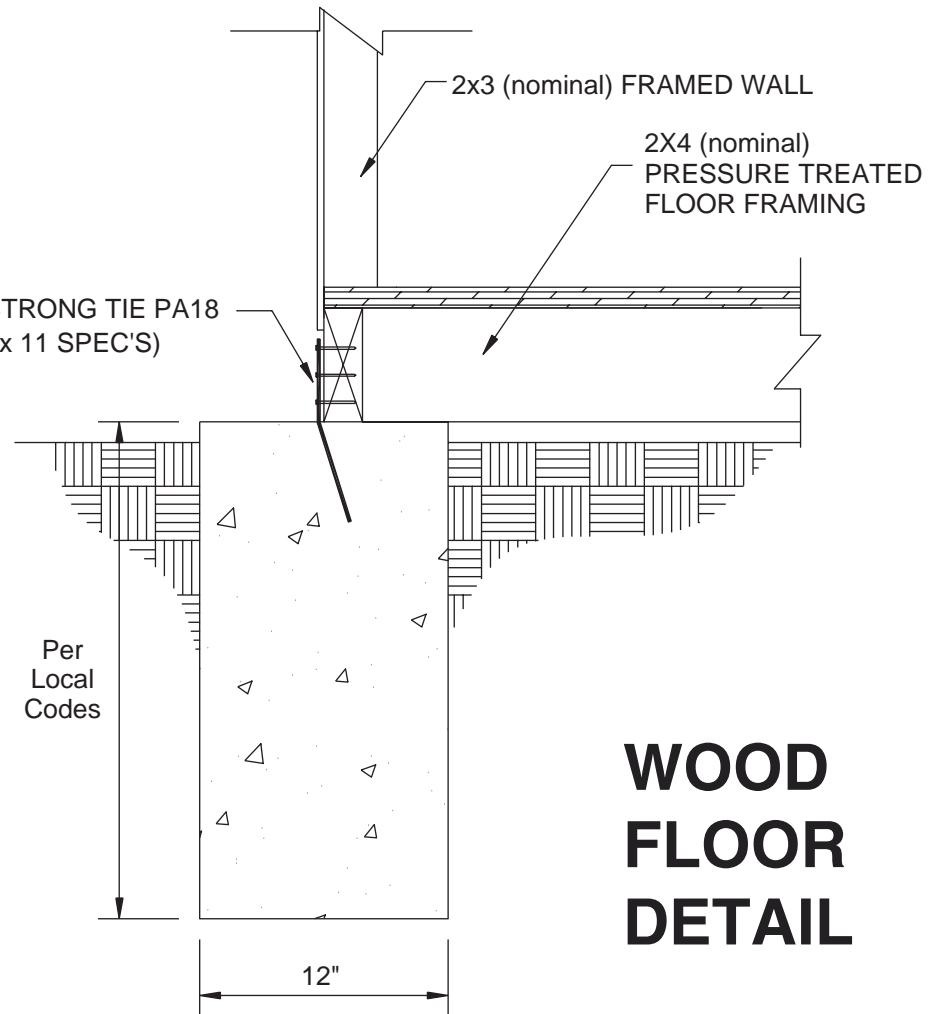 2x3 (nominal) FRAMED WALL
2X4 (nominal)
PRESSURE TREATED
FLOOR FRAMING
TRONG TIE PA18
x 11 SPEC'S)
Per
Local
Codes
12"
WOOD
FLOOR
DETAIL